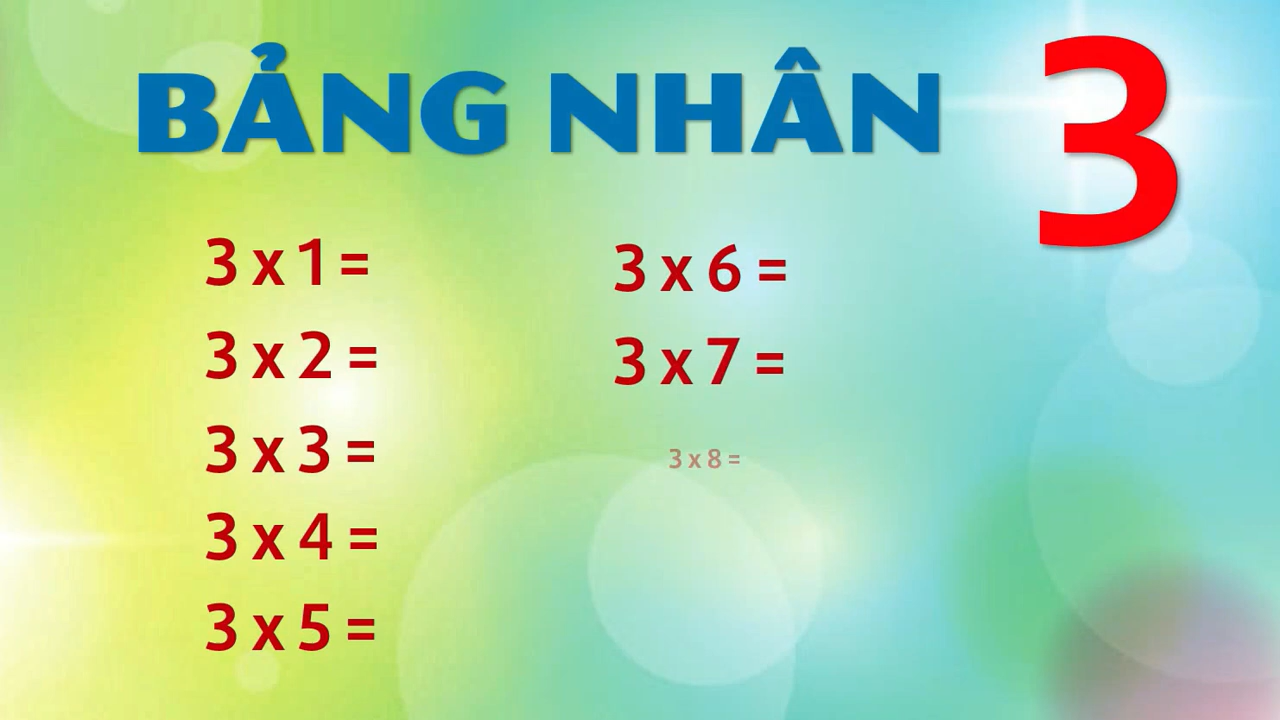 BẢNG NHÂN 3
3 x 1 =
3 x 2 =
3 x 3 =
3 x 4 =
3 x 5 =
3 x 6 =
3 x 7 =
3 x 8 =